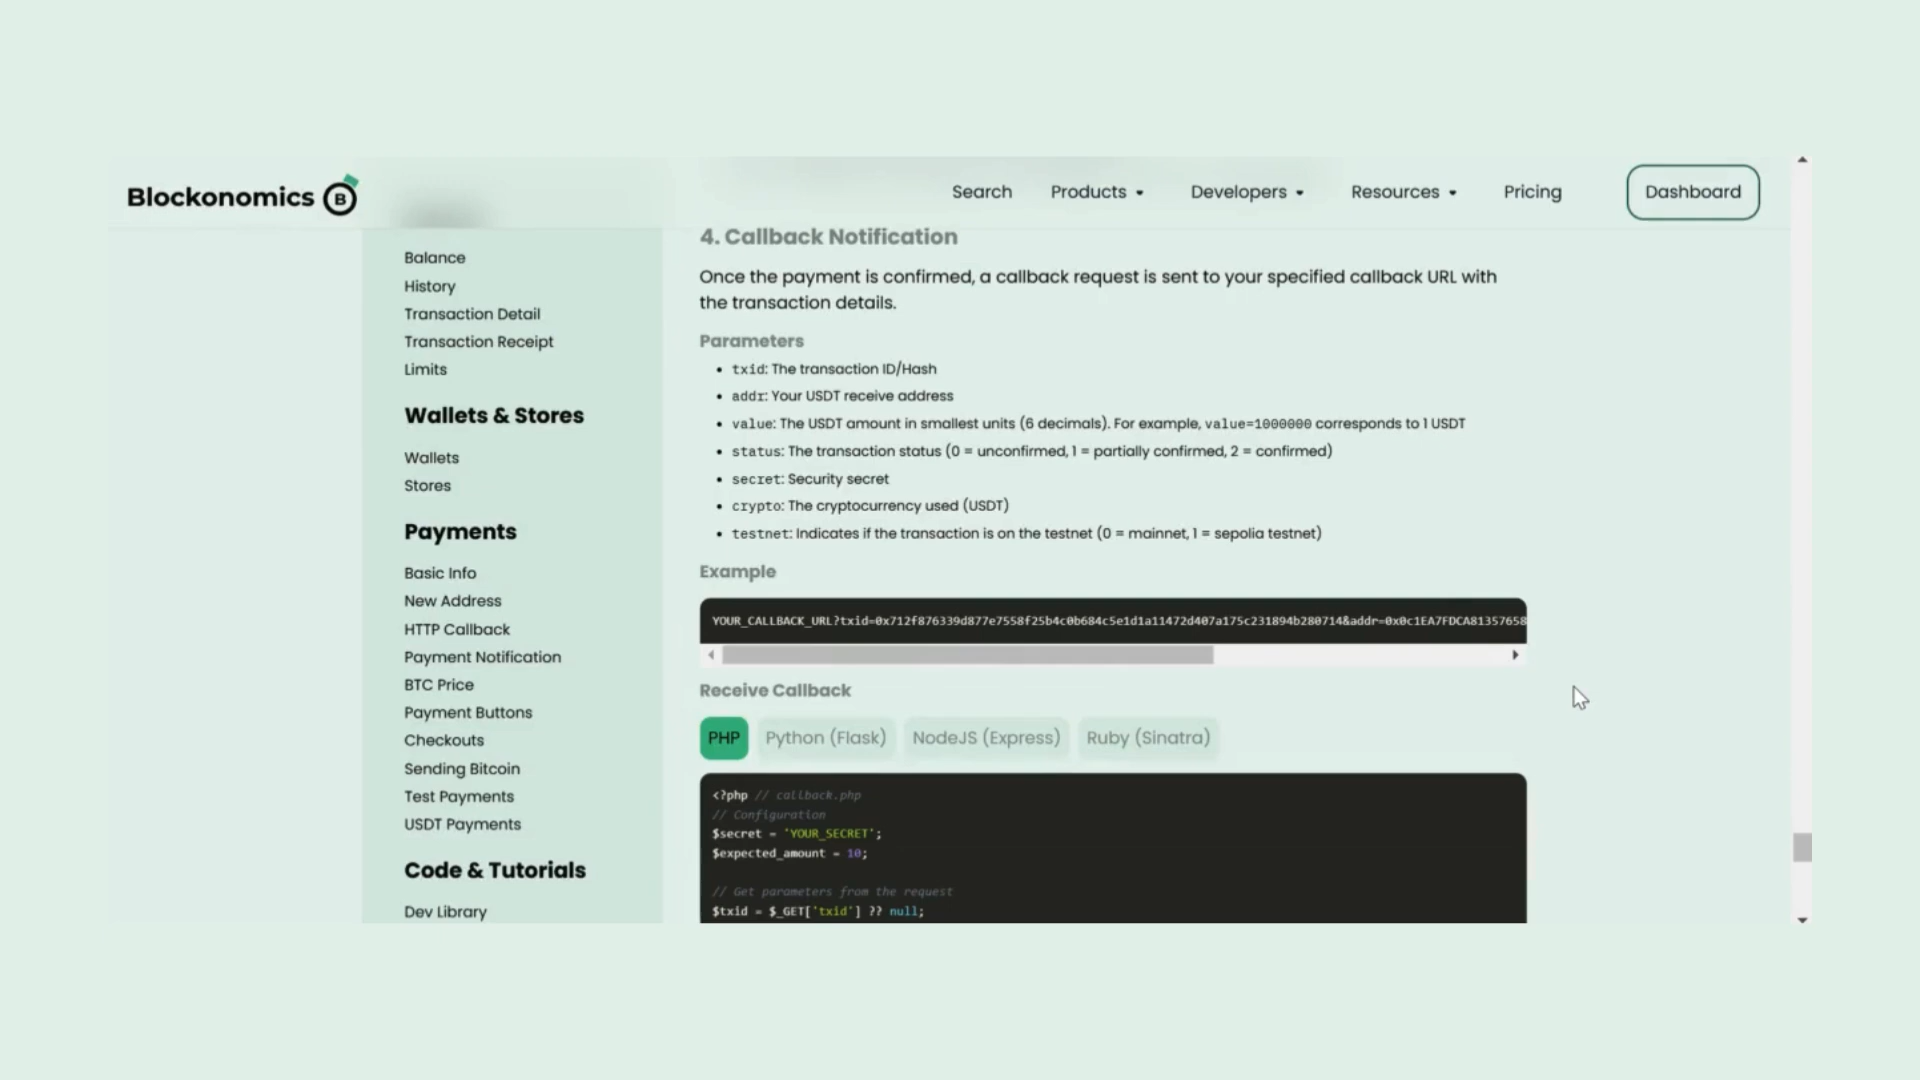 Blockonomics B
Search
Products
Developers
Resources
Pricing
Dashboard
Balance
History
Transaction Detail
Transaction Receipt
Limits
Wallets & Stores
Wallets
Stores
Payments
Basic Info
New Address
HTTP Callback
Payment Notification
BTC Price
Payment Buttons
Checkouts
Sending Bitcoin
Test Payments
USDT Payments
Code & Tutorials
Dev Library
4. Callback Notification
Once the payment is confirmed, a callback request is sent to your specified callback URL with
the transaction details.
Parameters
• txid: The transaction ID/Hash
• addr: Your USDT receive address
• value: The USDT amount in smallest units (6 decimals). For example, value=1000000 corresponds to 1 USDT
• status: The transaction status (0 = unconfirmed, 1 = partially confirmed, 2 = confirmed)
• secret: Security secret
• crypto: The cryptocurrency used (USDT)
• testnet: Indicates if the transaction is on the testnet (0 = mainnet, 1 = sepolia testnet)
Example
YOUR_CALLBACK_URL?txid=0x712f876339d877e7558f25b4c0b684c5e1d1a11472d407a175c231894b280714&addr=0x0c1EA7FDCA81357658
Receive Callback
PHP
Python (Flask)
NodeJS (Express)
Ruby (Sinatra)
<?php // callback.php
// Configuration
$secret = 'YOUR_SECRET';
$expected_amount = 10;
// Get parameters from the request
$txid = $_GET['txid'] ?? null;